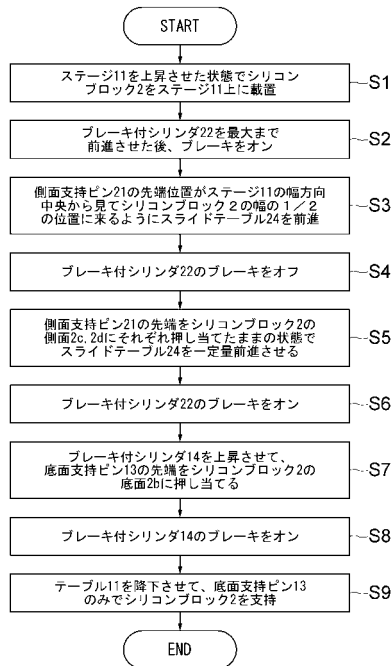 START
ステージ11を上昇させた状態でシリコン
ブロック2をステージ11上に載置
S1
ブレーキ付シリンダ22を最大まで
前進させた後、ブレーキをオン
S2
側面支持ピン21の先端位置がステージ11の幅方向
中央から見てシリコンブロック2の幅の1/2
の位置に来るようにスライドテーブル24を前進
S3
ブレーキ付シリンダ22のブレーキをオフ
S4
側面支持ピン21の先端をシリコンブロック2の
側面2c,2dにそれぞれ押し当てたままの状態で
スライドテーブル24を一定量前進させる
S5
ブレーキ付シリンダ22のブレーキをオン
S6
ブレーキ付シリンダ14を上昇させて、
底面支持ピン13の先端をシリコンブロック2の
底面2bに押し当てる
S7
ブレーキ付シリンダ14のブレーキをオン
S8
テーブル11を降下させて、底面支持ピン13
のみでシリコンブロック2を支持
S9
END